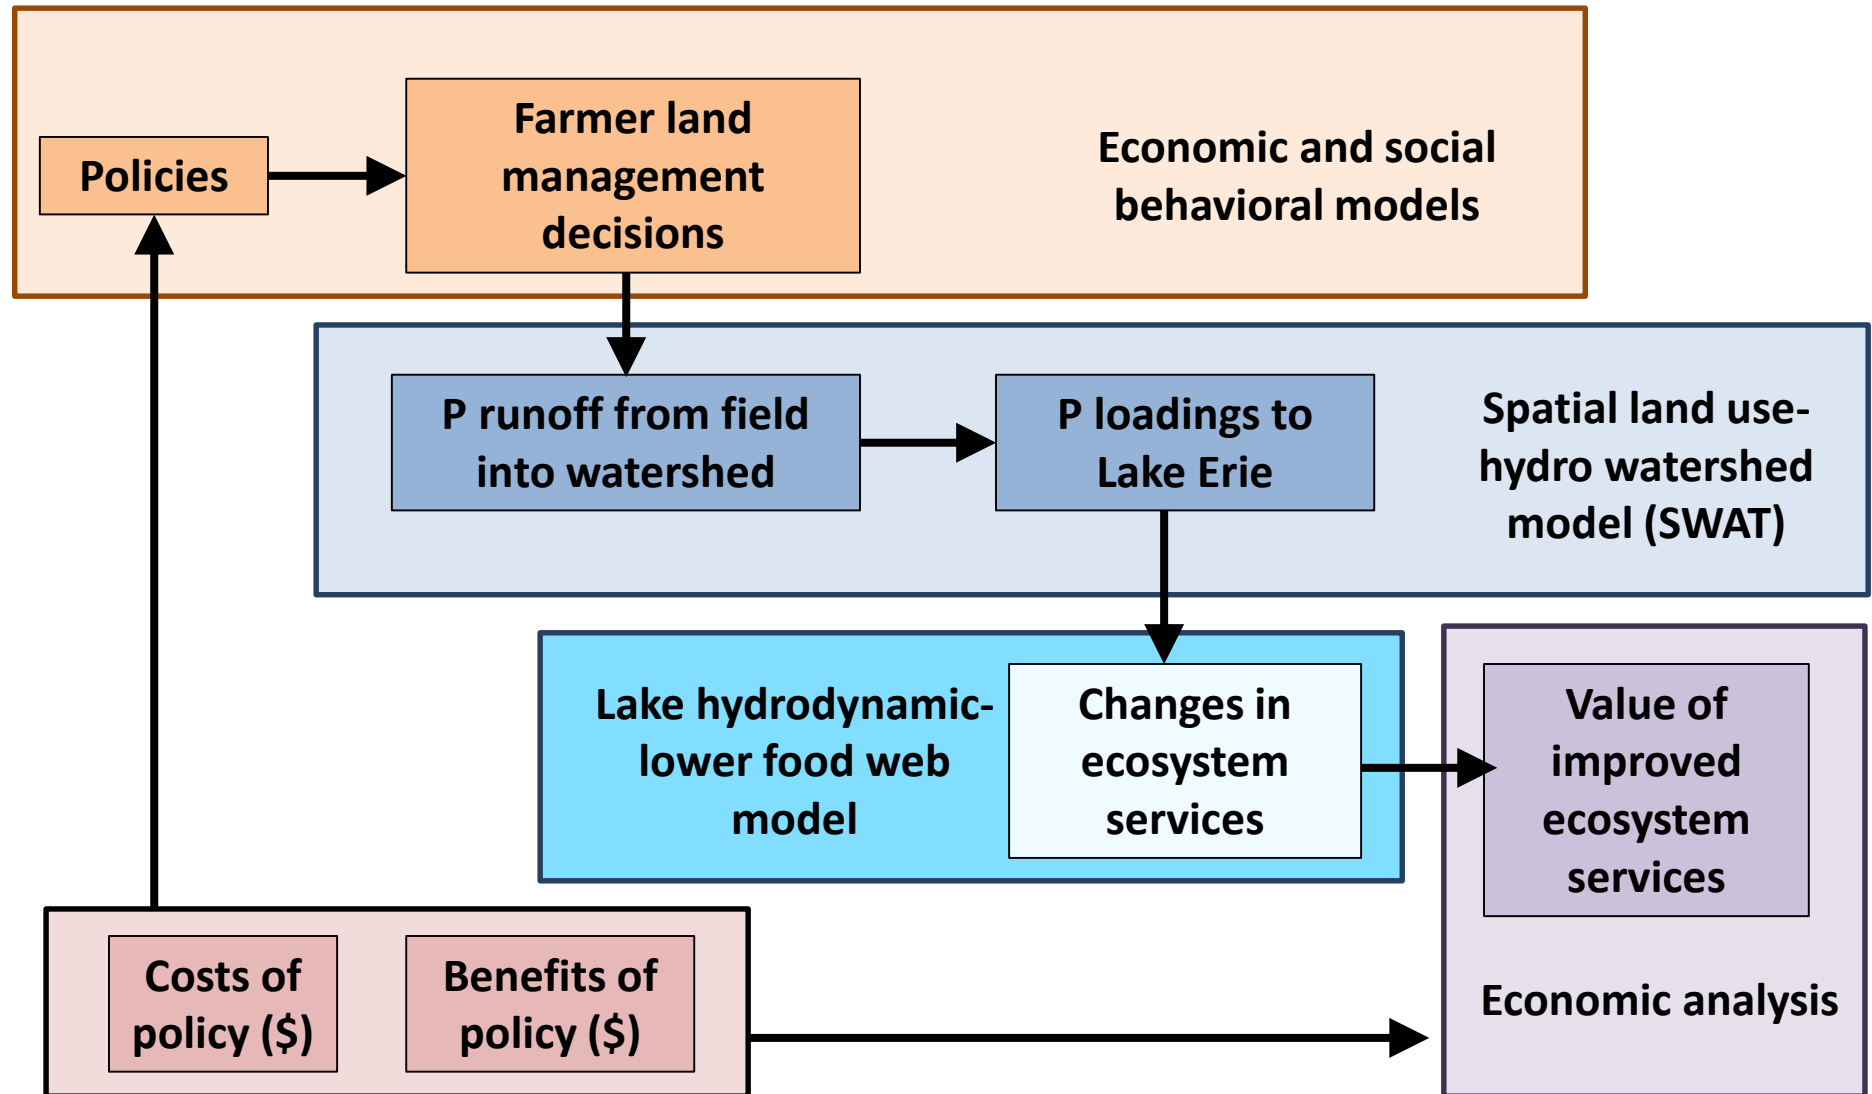 Policies
Farmer land
management
decisions
Economic and social
behavioral models
P runoff from field
into watershed
P loadings to
Lake Erie
Spatial land use-
hydro watershed
model (SWAT)
Lake hydrodynamic-
lower food web
model
Changes in
ecosystem
services
Value of
improved
ecosystem
services
Costs of
policy ($)
Benefits of
policy ($)
Economic analysis